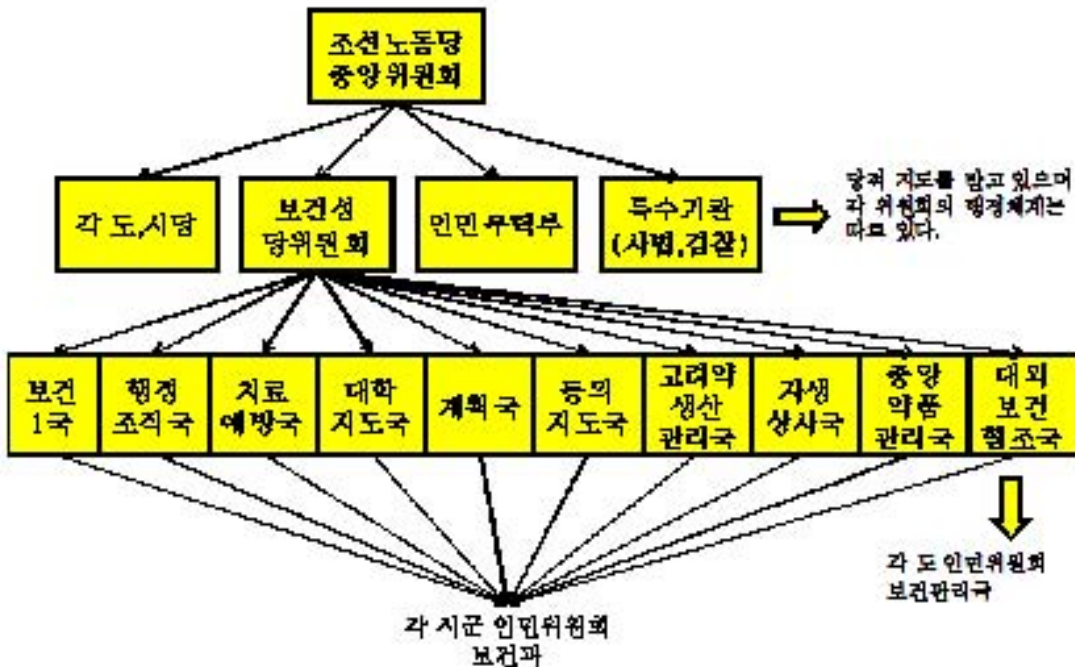 조선노동당
중앙위원회
각 도,시당
보건성
당위원회
인민무력부
특수기관
(사법,검찰)
당적 지도를 받고 있으며
각 위원회의 행정체계는
따로 있다.
보건
1국
행정
조직국
치료
예방국
대학
지도국
계획국
동의
지도국
고려약
생산
관리국
자생
상사국
중앙
약품
관리국
대외
보건
협조국
각 도 인민위원회
보건관리국
각 시군 인민위원회
보건과